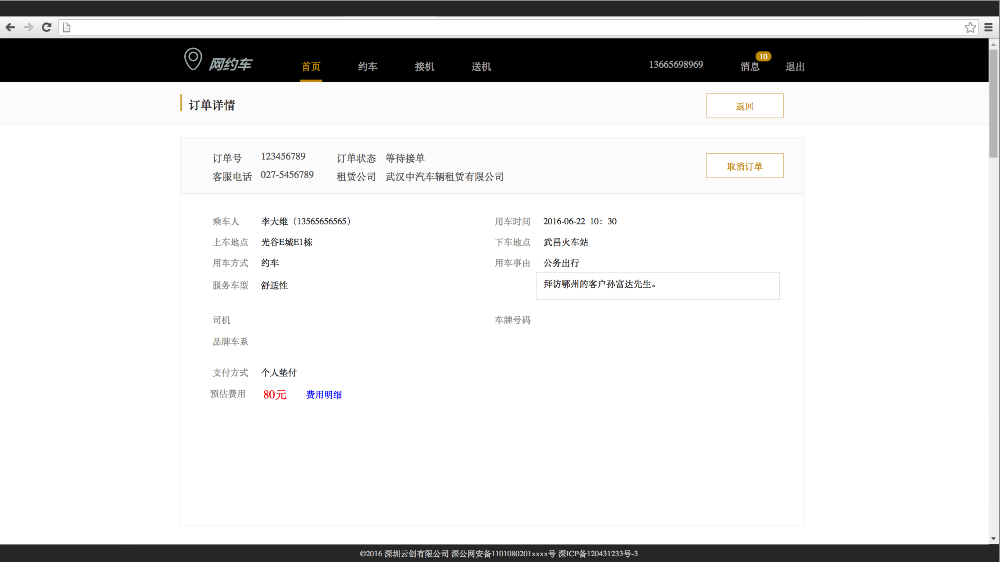 网约车 首页 约车 接机 送机 13665698969 消息 10 退出
订单详情 返回
订单号 123456789 订单状态 等待接单
取消订单
客服电话 027-5456789 租赁公司 武汉中汽车辆租赁有限公司
乘车人 李大维（13565656565） 用车时间 2016-06-22 10：30
上车地点 光谷E城E1栋 下车地点 武昌火车站
用车方式 约车 用车事由 公务出行
服务车型 舒适性 拜访鄂州的客户孙富达先生。
司机 车牌号码
品牌车系
支付方式 个人垫付
预估费用 80元 费用明细
©2016 深圳云创有限公司 深公网安备1101080201xxxx号 深ICP备120431233号-3